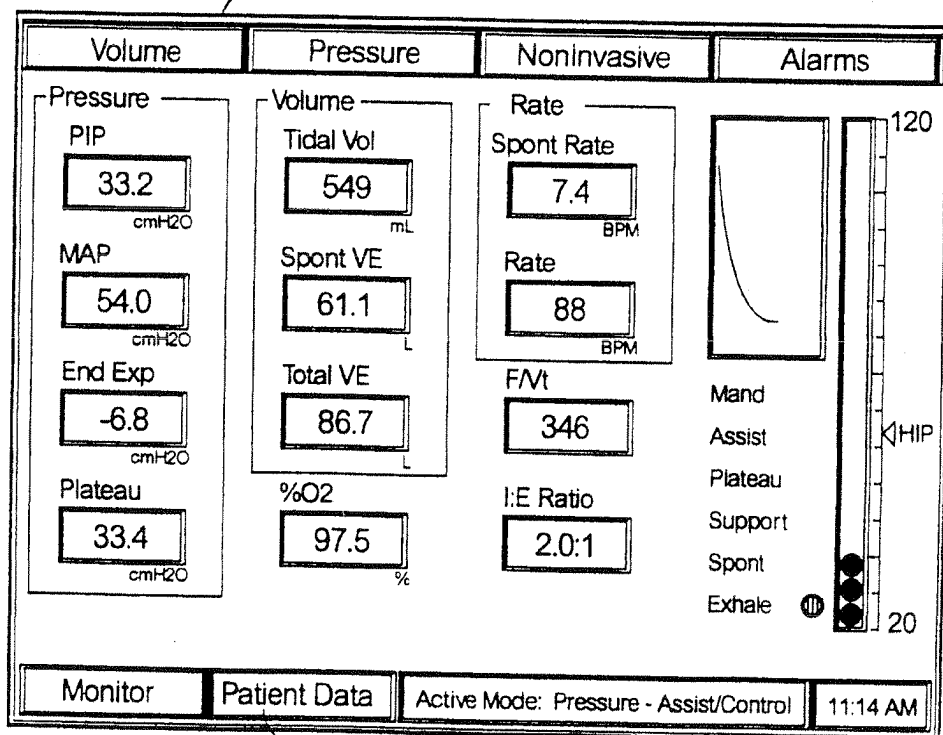 Volume
Pressure
NonInvasive
Alarms
Pressure
PIP
33.2
cmH2O
MAP
54.0
cmH2O
End Exp
-6.8
cmH2O
Plateau
33.4
cmH2O
Volume
Tidal Vol
549
mL
Spont VE
61.1
L
Total VE
86.7
L
%O2
97.5
%
Rate
Spont Rate
7.4
BPM
Rate
88
BPM
F/Vt
346
I:E Ratio
2.0:1
Mand
Assist
Plateau
Support
Spont
Exhale
120
HIP
20
Monitor
Patient Data
Active Mode: Pressure - Assist/Control
11:14 AM